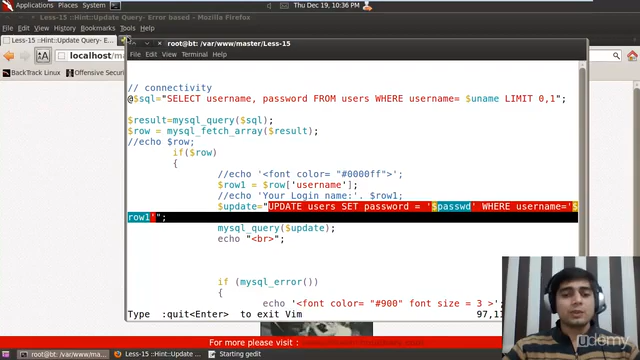 Applications Places System
Thu Dec 19, 10:36 PM
Less-15 ::Hint:Update Query- Error based - Mozilla Firefox
File Edit View History Bookmarks Tools
Less-15 ::Hint:Update Query- E
root@bt: /var/www/master/Less-15
File Edit View Terminal Help
localho
BackTrack Linux Offensive Securi
// connectivity
@$sql="SELECT username, password FROM users WHERE username= $uname LIMIT 0,1";
$result=mysql_query($sql);
$row = mysql_fetch_array($result);
//echo $row;
if($row)
{
//echo '<font color= "#0000ff">';
$row1 = $row['username'];
//echo 'Your Login name:'. $row1;
$update="UPDATE users SET password = '$passwd' WHERE username='$
row1'";
mysql_query($update);
echo "<br>";
if (mysql_error())
{
echo '<font color= "#900" font size = 3 >';
Type :quit<Enter> to exit Vim
97,11
For more please visit :
root@bt: /var/www/ma...
Less-15 ::Hint:Update ...
Starting gedit
udemy